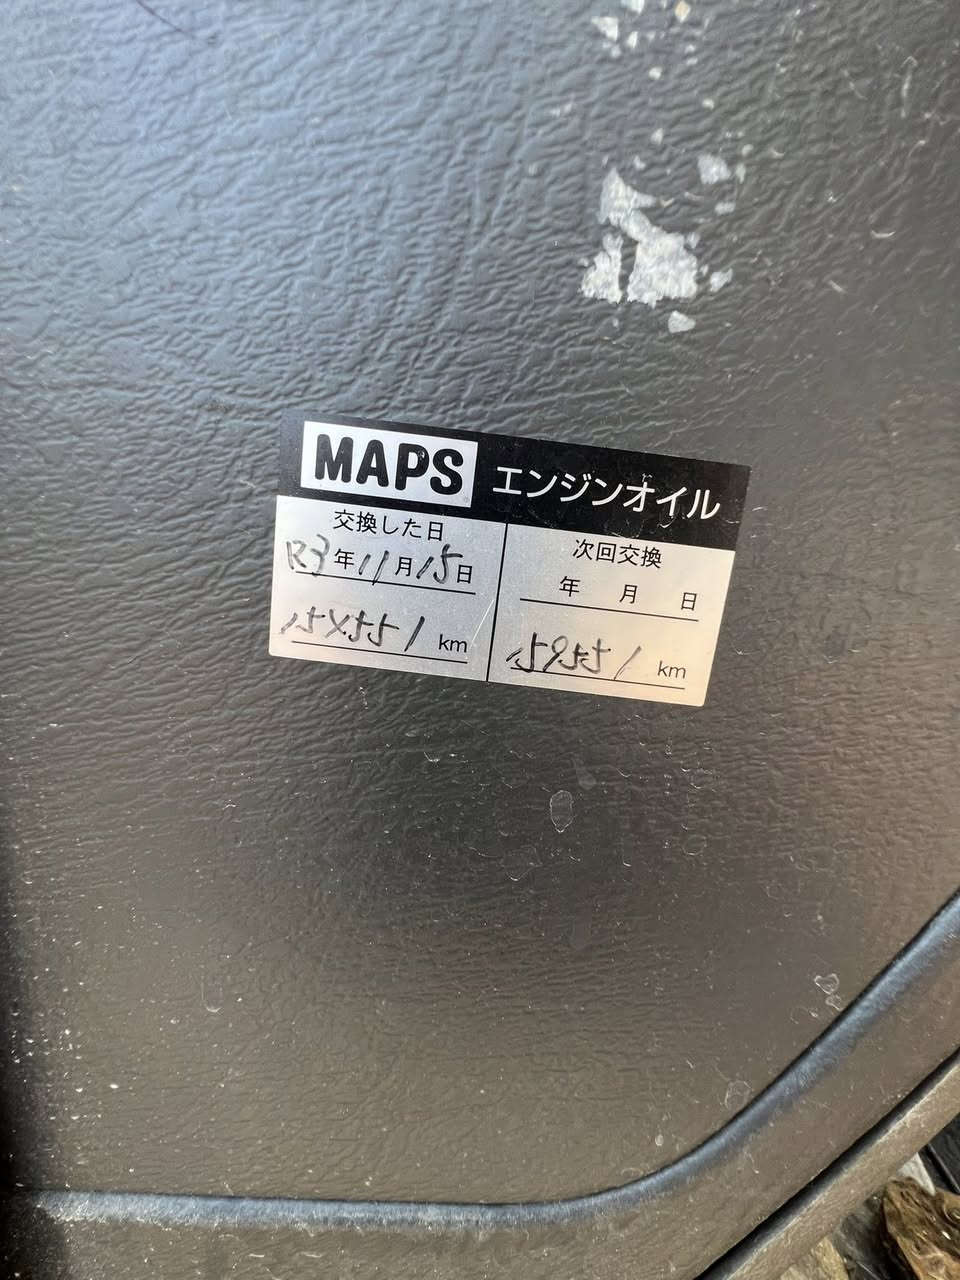 MAPS エンジンオイル
交換した日
R3年11月15日
km
次回交換
年 月 日
159551 km